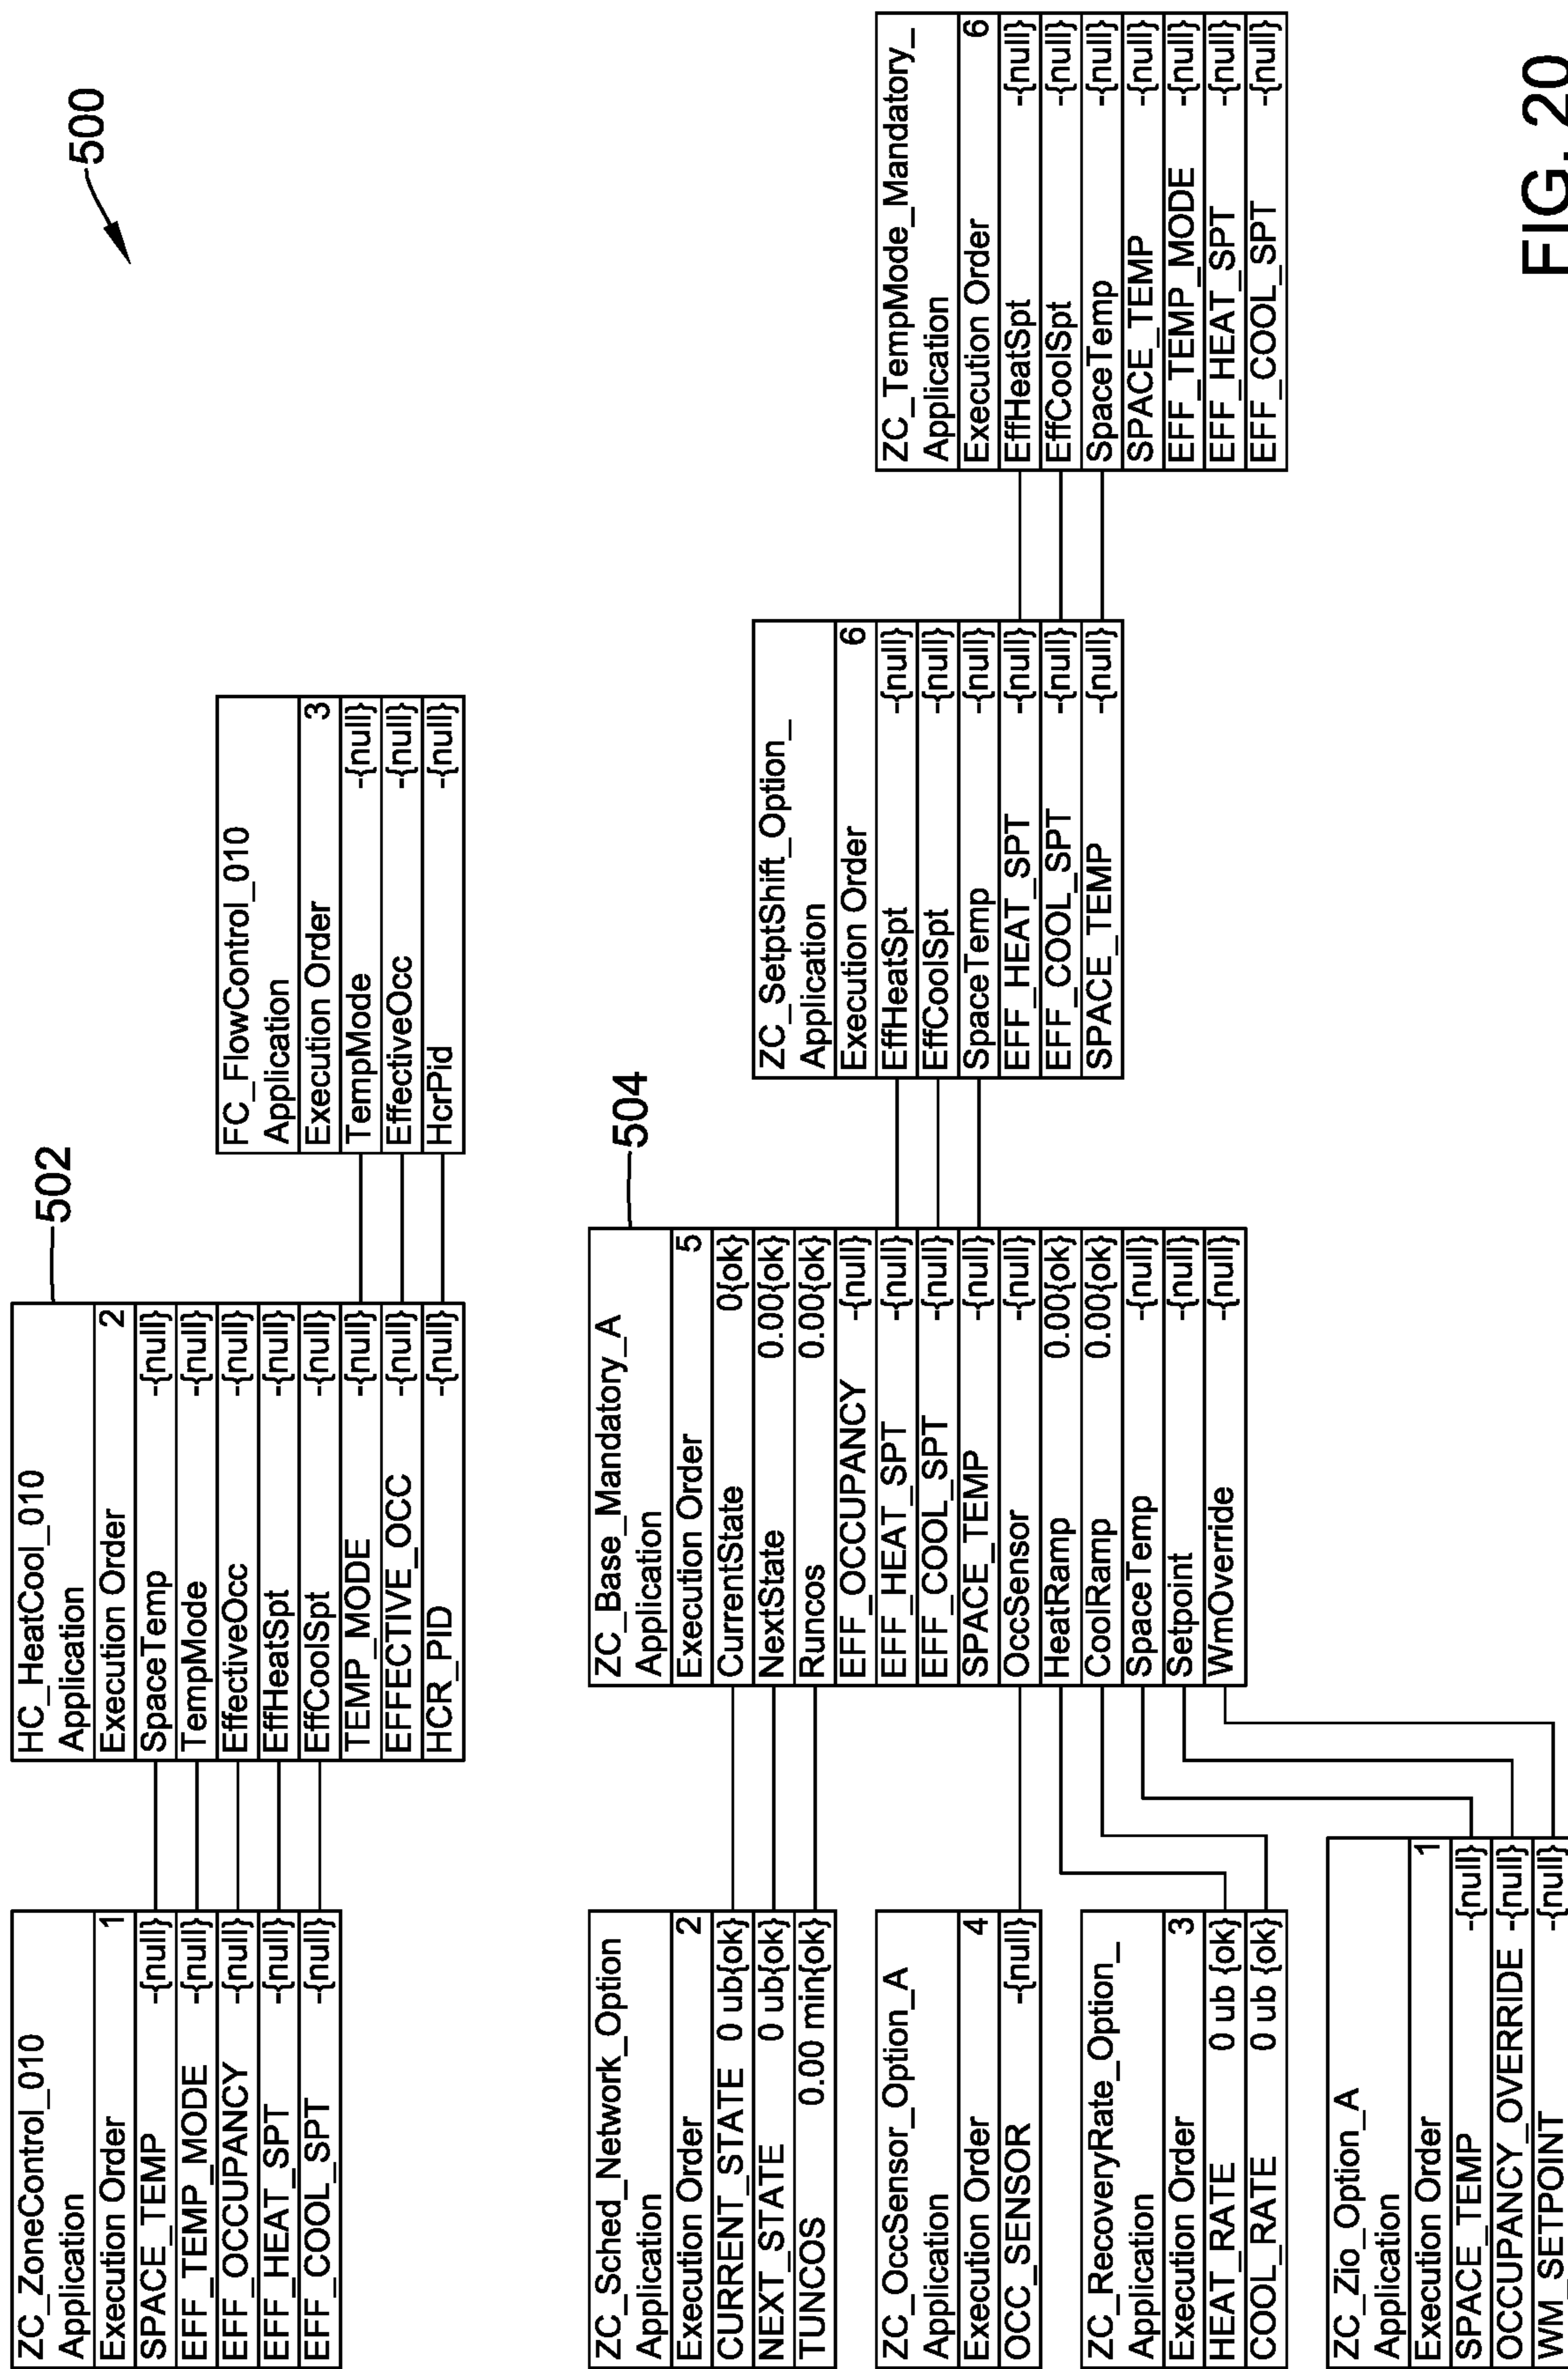 500
502
ZC_ZoneControl_010
Application
Execution Order 1
SPACE_TEMP -{null}
EFF_TEMP_MODE -{null}
EFF_OCCUPANCY -{null}
EFF_HEAT_SPT -{null}
EFF_COOL_SPT -{null}
HC_HeatCool_010
Application
Execution Order 2
SpaceTemp -{null}
TempMode -{null}
EffectiveOcc -{null}
EffHeatSpt -{null}
EffCoolSpt -{null}
TEMP_MODE -{null}
EFFECTIVE_OCC -{null}
HCR_PID -{null}
FC_FlowControl_010
Application
Execution Order 3
TempMode -{null}
EffectiveOcc -{null}
HcrPid -{null}
504
ZC_Sched_Network_Option
Application
Execution Order 2
CURRENT_STATE 0 ub{ok}
NEXT_STATE 0 ub{ok}
TUNCOS 0.00 min{ok}
ZC_OccSensor_Option_A
Application
Execution Order 4
OCC_SENSOR -{null}
ZC_RecoveryRate_Option_
Application
Execution Order 3
HEAT_RATE 0 ub {ok}
COOL_RATE 0 ub {ok}
ZC_Zio_Option_A
Application
Execution Order 1
SPACE_TEMP -{null}
OCCUPANCY_OVERRIDE -{null}
WM_SETPOINT -{null}
ZC_Base_Mandatory_A
Application
Execution Order 5
CurrentState 0{ok}
NextState 0.00{ok}
Runcos 0.00{ok}
EFF_OCCUPANCY -{null}
EFF_HEAT_SPT -{null}
EFF_COOL_SPT -{null}
SPACE_TEMP -{null}
OccSensor -{null}
HeatRamp 0.00{ok}
CoolRamp 0.00{ok}
SpaceTemp -{null}
Setpoint -{null}
WmOverride -{null}
ZC_SetptShift_Option_
Application
Execution Order 6
EffHeatSpt -{null}
EffCoolSpt -{null}
SpaceTemp -{null}
EFF_HEAT_SPT -{null}
EFF_COOL_SPT -{null}
SPACE_TEMP -{null}
ZC_TempMode_Mandatory_
Application
Execution Order 6
EffHeatSpt -{null}
EffCoolSpt -{null}
SpaceTemp -{null}
SPACE_TEMP -{null}
EFF_TEMP_MODE -{null}
EFF_HEAT_SPT -{null}
EFF_COOL_SPT -{null}
FIG. 20